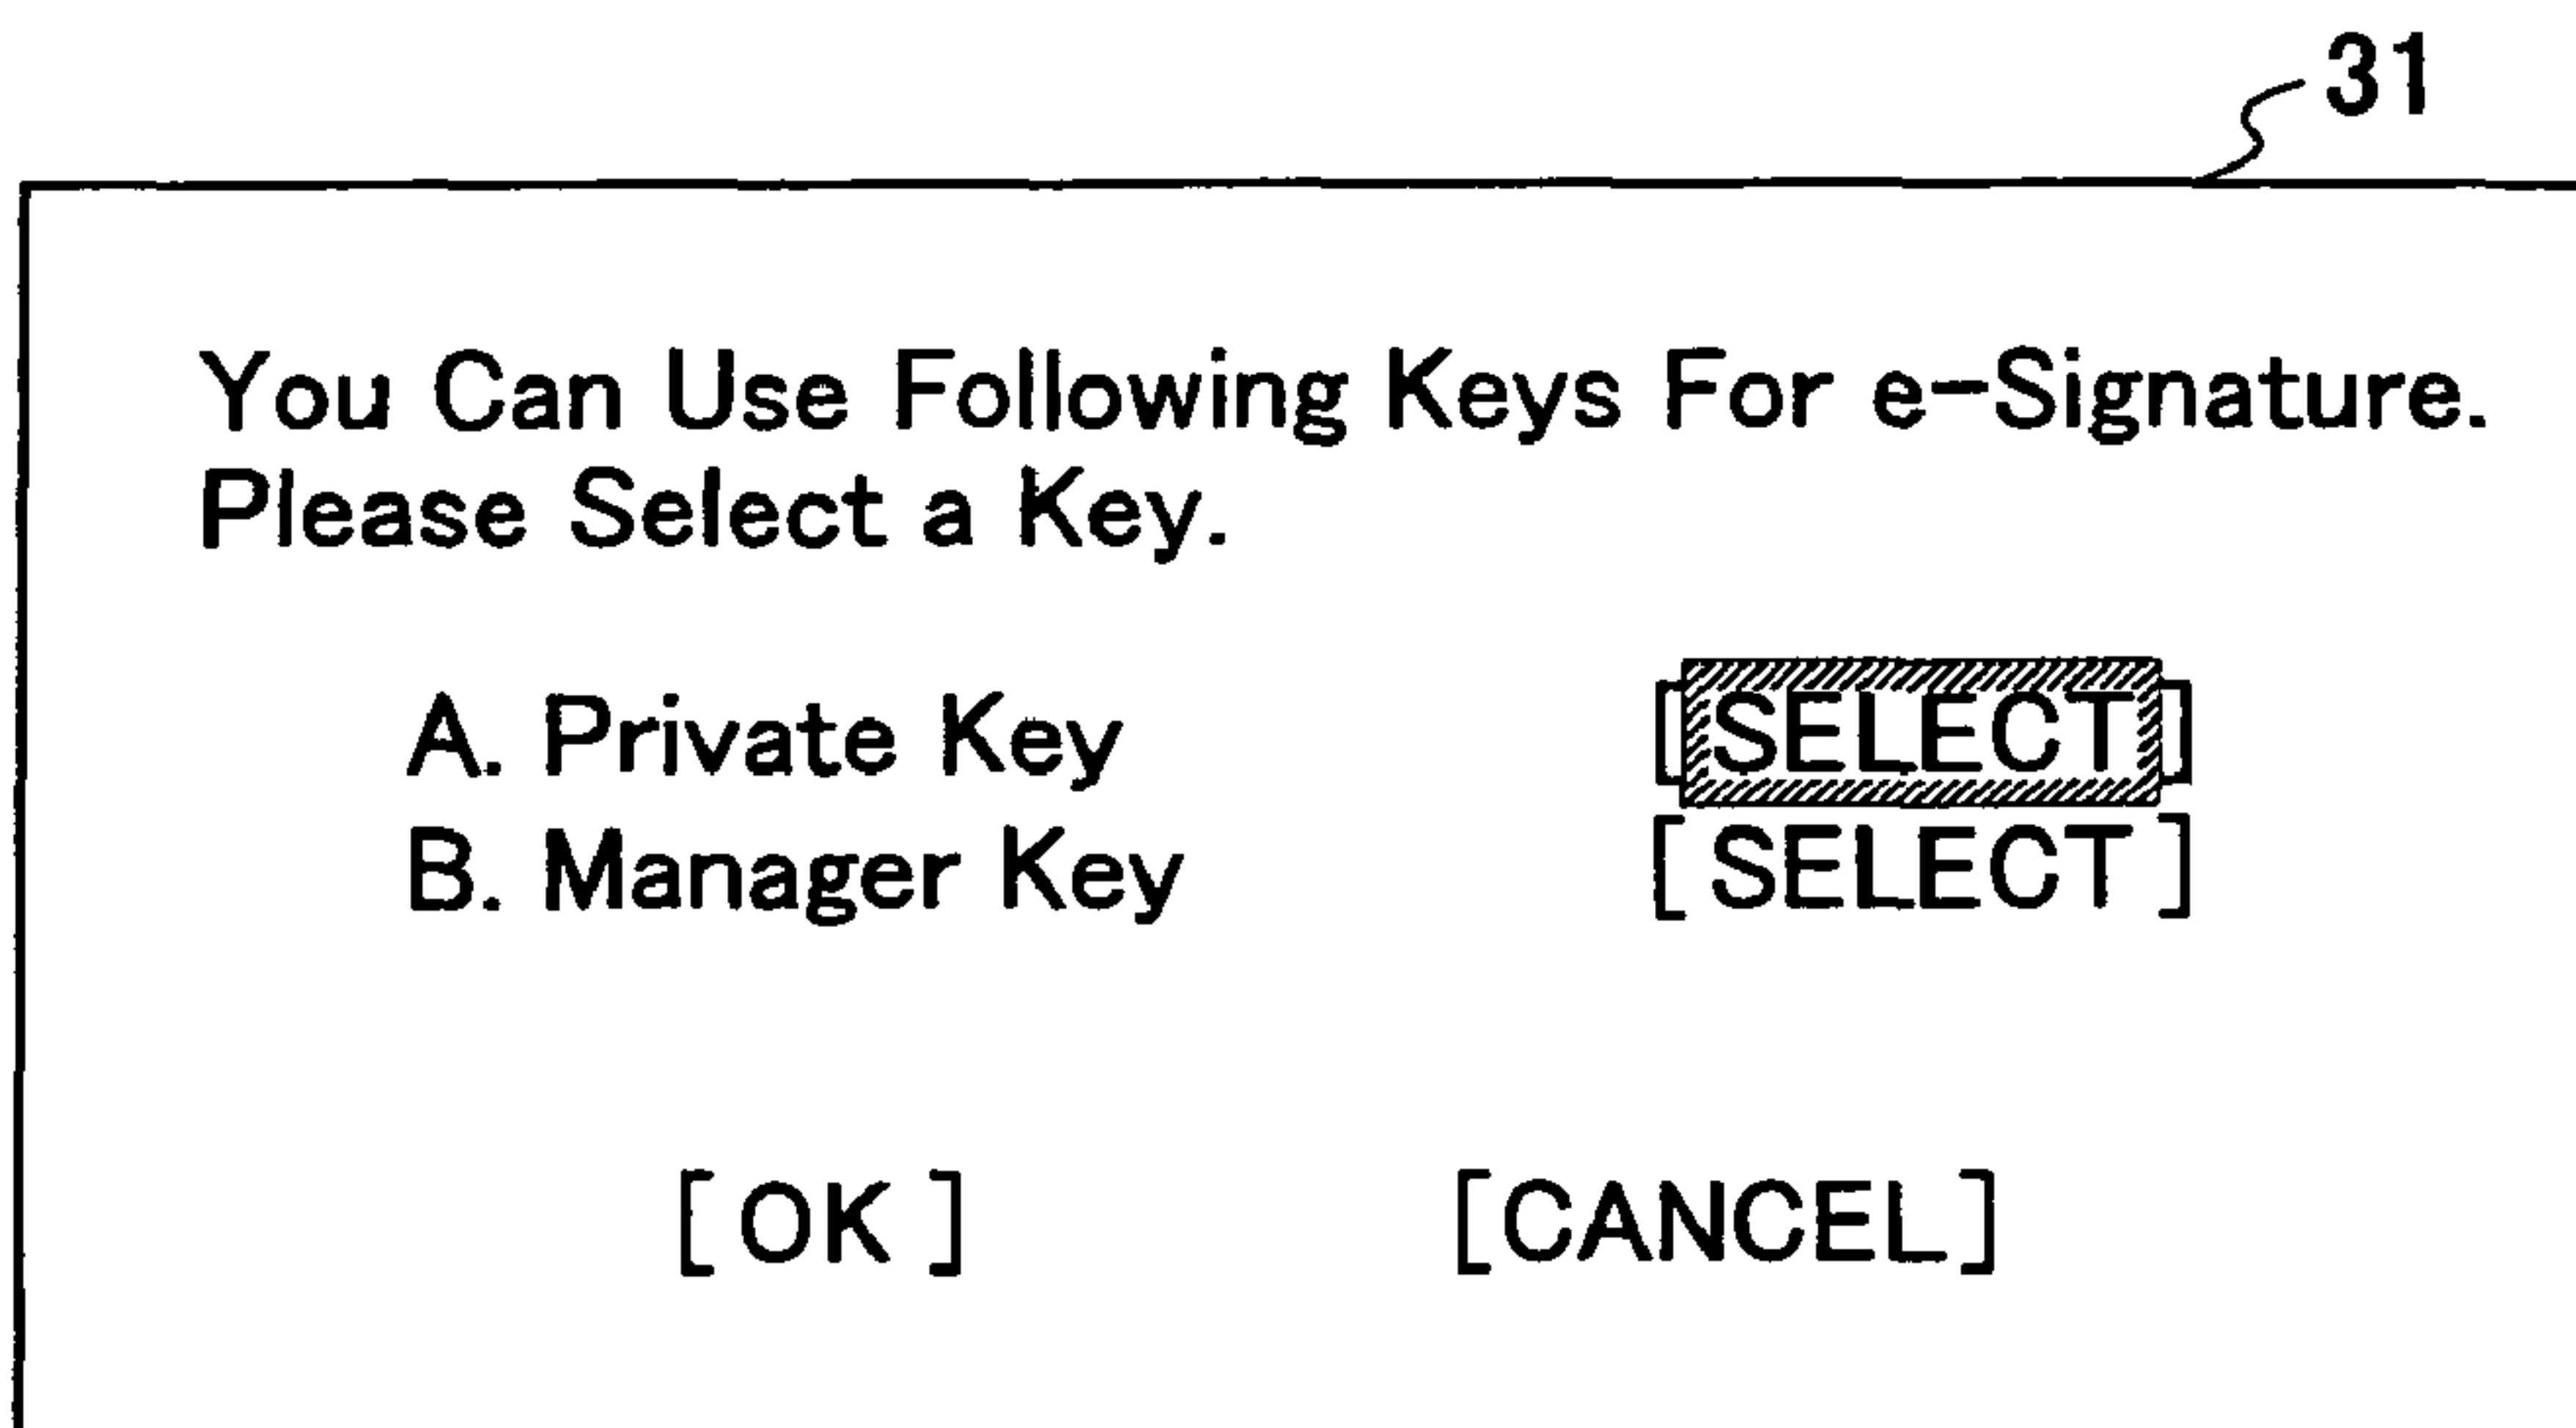 31
You Can Use Following Keys For e-Signature.
Please Select a Key.
A. Private Key [SELECT]
B. Manager Key [SELECT]
[OK] [CANCEL]